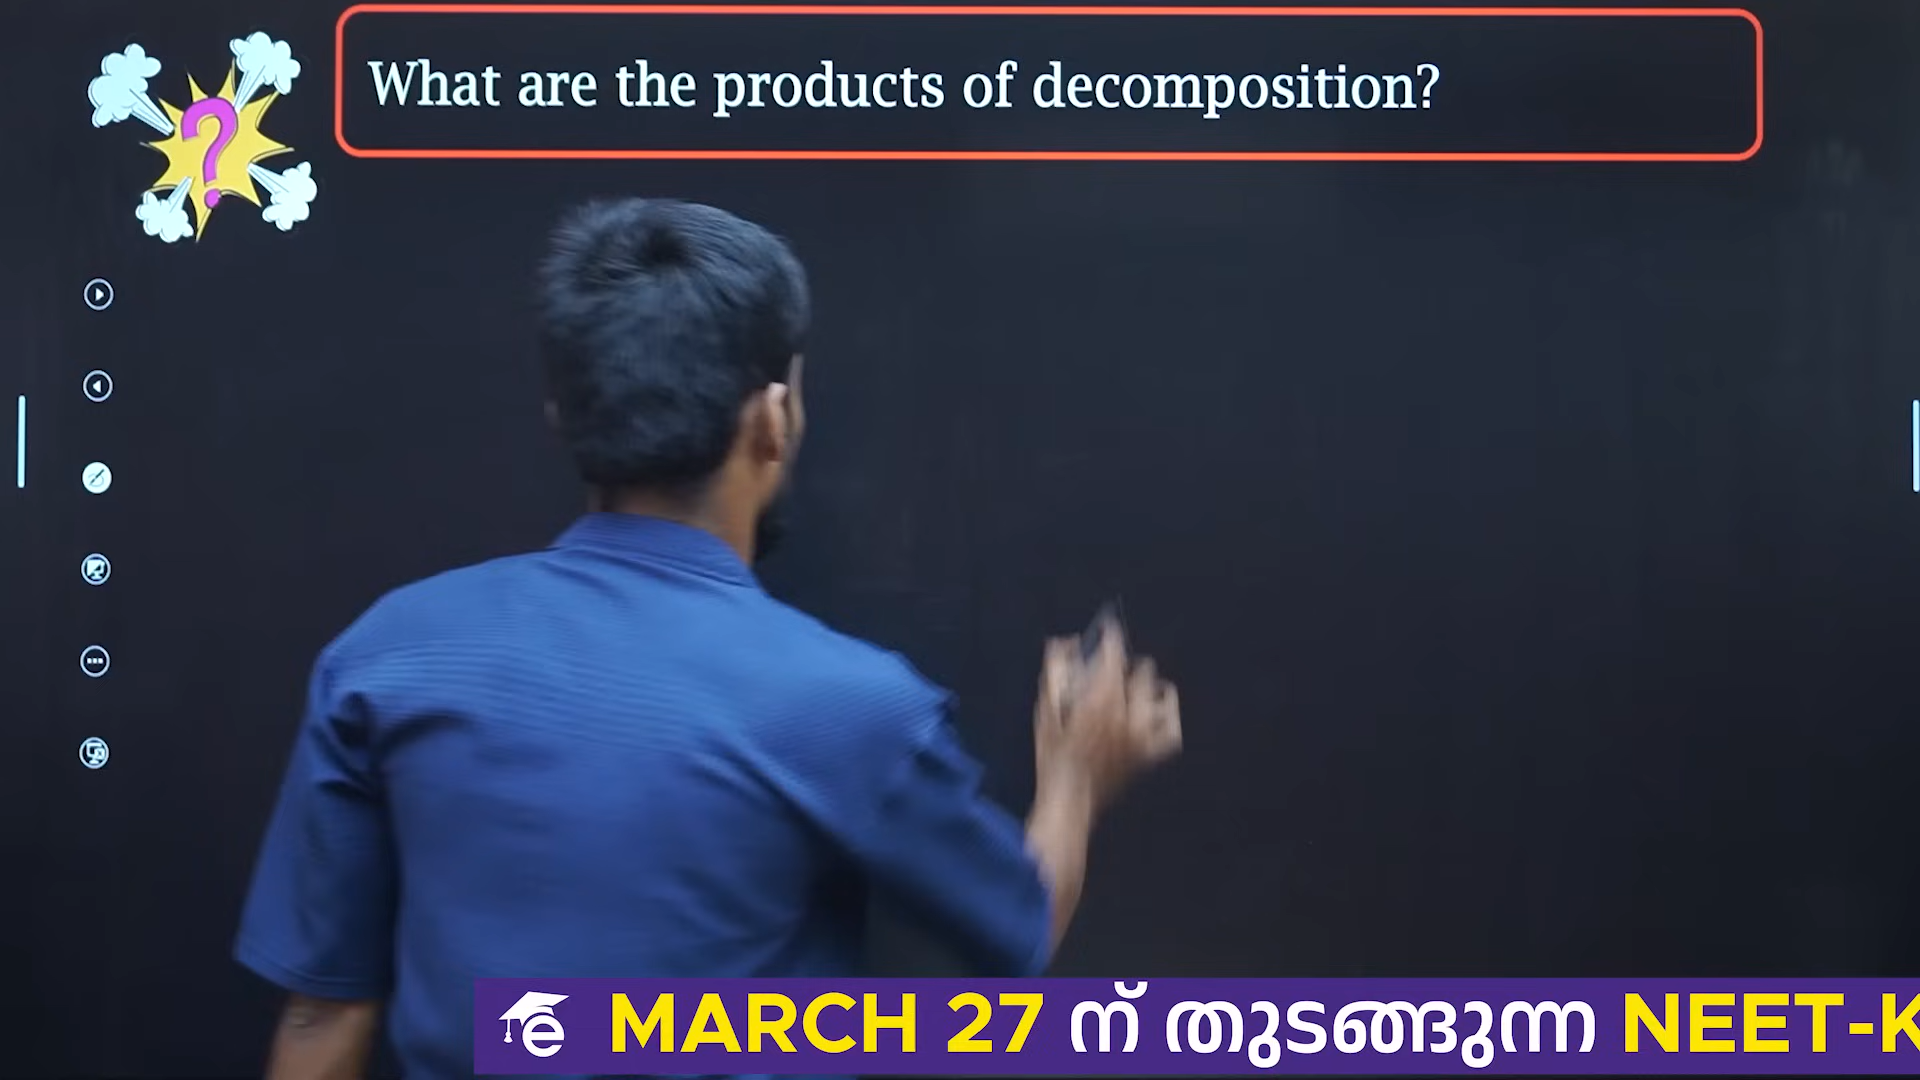 What are the products of decomposition?
MARCH 27 ന് തുടങ്ങുന്ന NEET-K